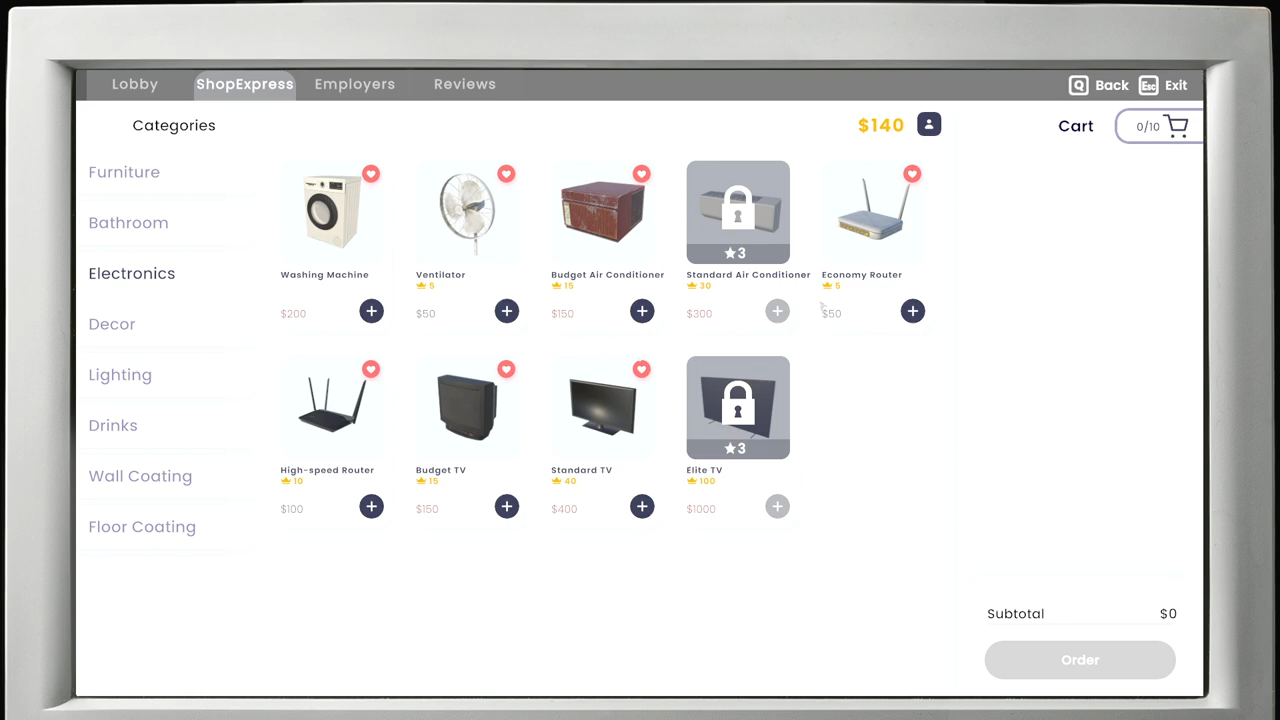 Lobby ShopExpress Employers Reviews Q Back Esc Exit
Categories $140 Cart 0/10
Furniture
Bathroom
Electronics
Decor
Lighting
Drinks
Wall Coating
Floor Coating
★3
Washing Machine Ventilator Budget Air Conditioner Standard Air Conditioner Economy Router
5 15 30 5
$200 $50 $150 $300 $50
★3
High-speed Router Budget TV Standard TV Elite TV
10 15 40 100
$100 $150 $400 $1000
Subtotal $0
Order